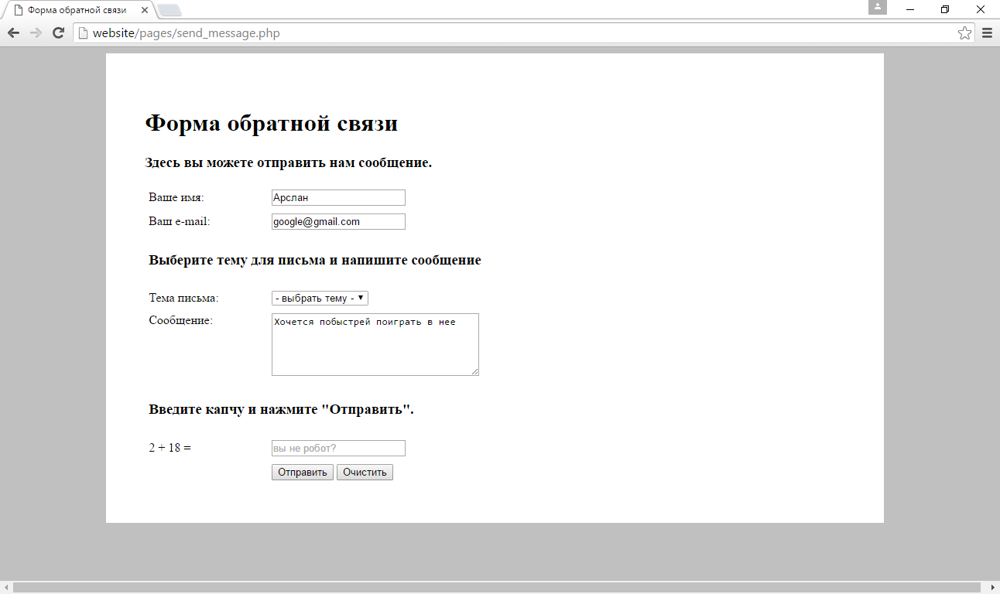 Форма обратной связи
website/pages/send_message.php
Форма обратной связи
Здесь вы можете отправить нам сообщение.
Ваше имя: Арслан
Ваш e-mail: google@gmail.com
Выберите тему для письма и напишите сообщение
Тема письма: - выбрать тему -
Сообщение: Хочется побыстрей поиграть в нее
Введите капчу и нажмите "Отправить".
2 + 18 = вы не робот?
Отправить Очистить